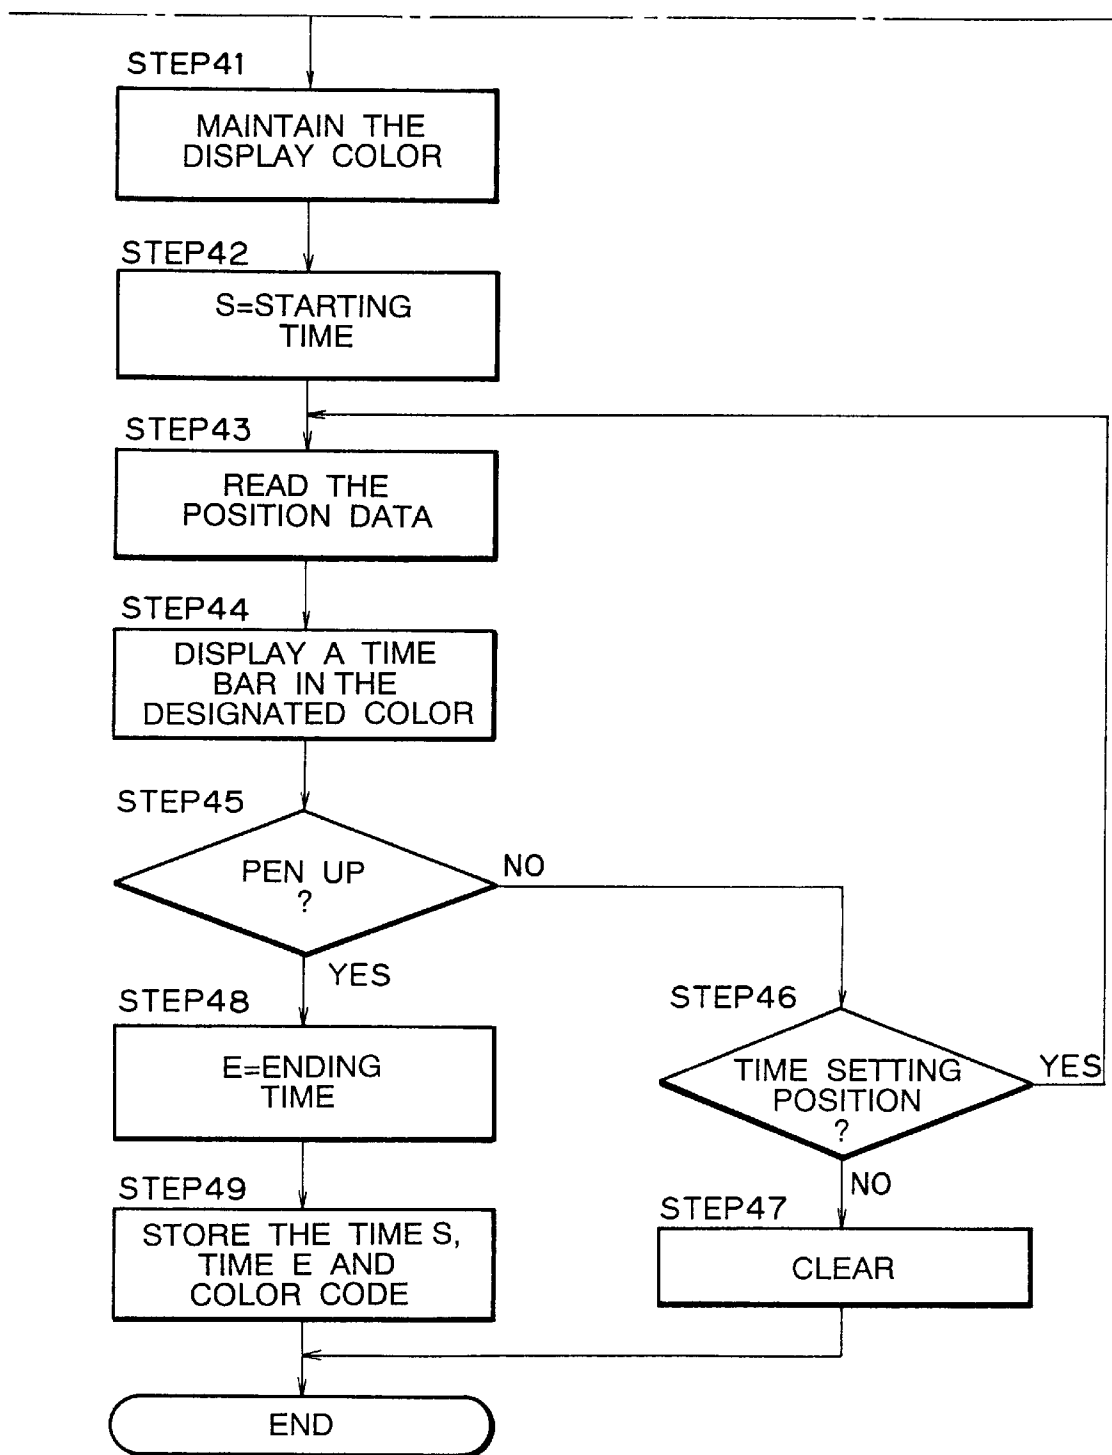 STEP41
MAINTAIN THE
DISPLAY COLOR
STEP42
S=STARTING
TIME
STEP43
READ THE
POSITION DATA
STEP44
DISPLAY A TIME
BAR IN THE
DESIGNATED COLOR
STEP45
PEN UP
?
NO
YES
STEP46
TIME SETTING
POSITION
?
YES
NO
STEP47
CLEAR
STEP48
E=ENDING
TIME
STEP49
STORE THE TIME S,
TIME E AND
COLOR CODE
END